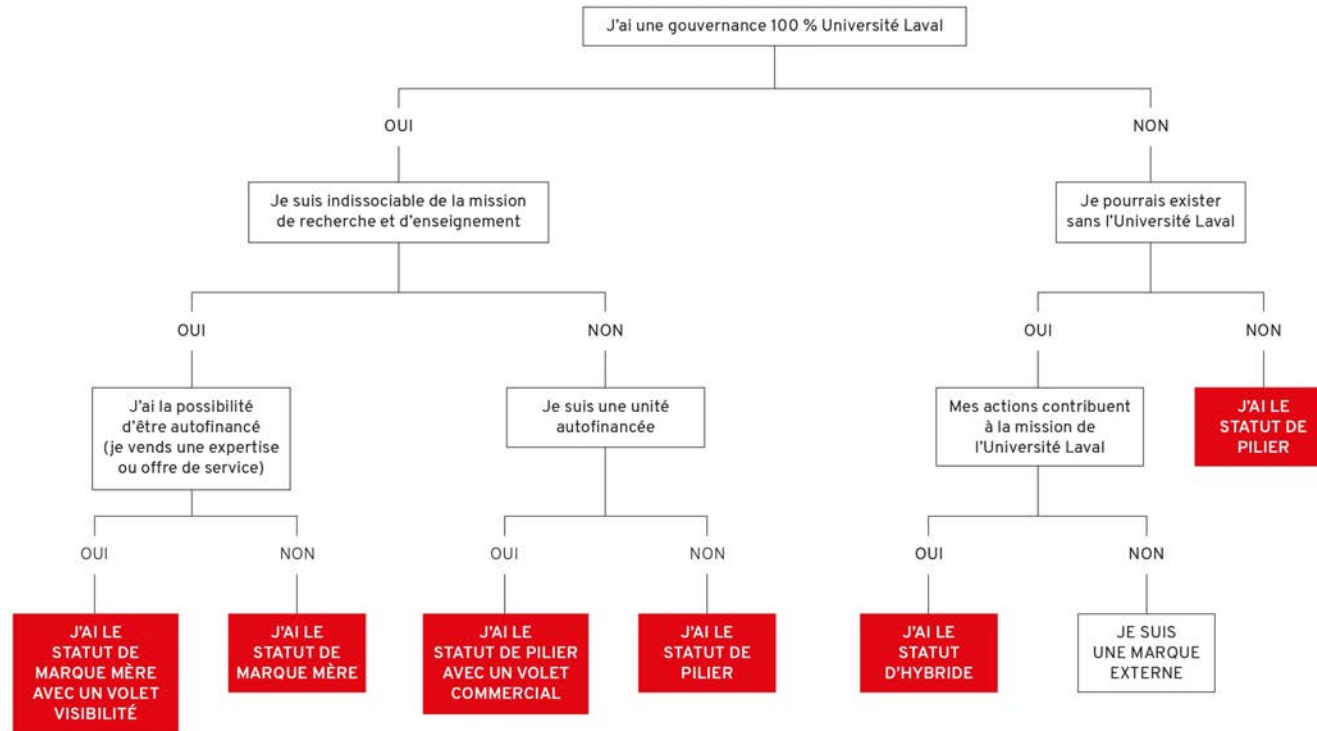 J'ai une gouvernance 100 % Université Laval
OUI
NON
Je suis indissociable de la mission
de recherche et d'enseignement
Je pourrais exister
sans l'Université Laval
OUI
NON
OUI
NON
J'ai la possibilité
d'être autofinancé
(je vends une expertise
ou offre de service)
Je suis une unité
autofinancée
Mes actions contribuent
à la mission de
l'Université Laval
J'AI LE
STATUT DE
PILIER
OUI
NON
OUI
NON
OUI
NON
J'AI LE
STATUT DE
MARQUE MÈRE
AVEC UN VOLET
VISIBILITÉ
J'AI LE
STATUT DE
MARQUE MÈRE
J'AI LE
STATUT DE PILIER
AVEC UN VOLET
COMMERCIAL
J'AI LE
STATUT DE
PILIER
J'AI LE
STATUT
D'HYBRIDE
JE SUIS
UNE MARQUE
EXTERNE